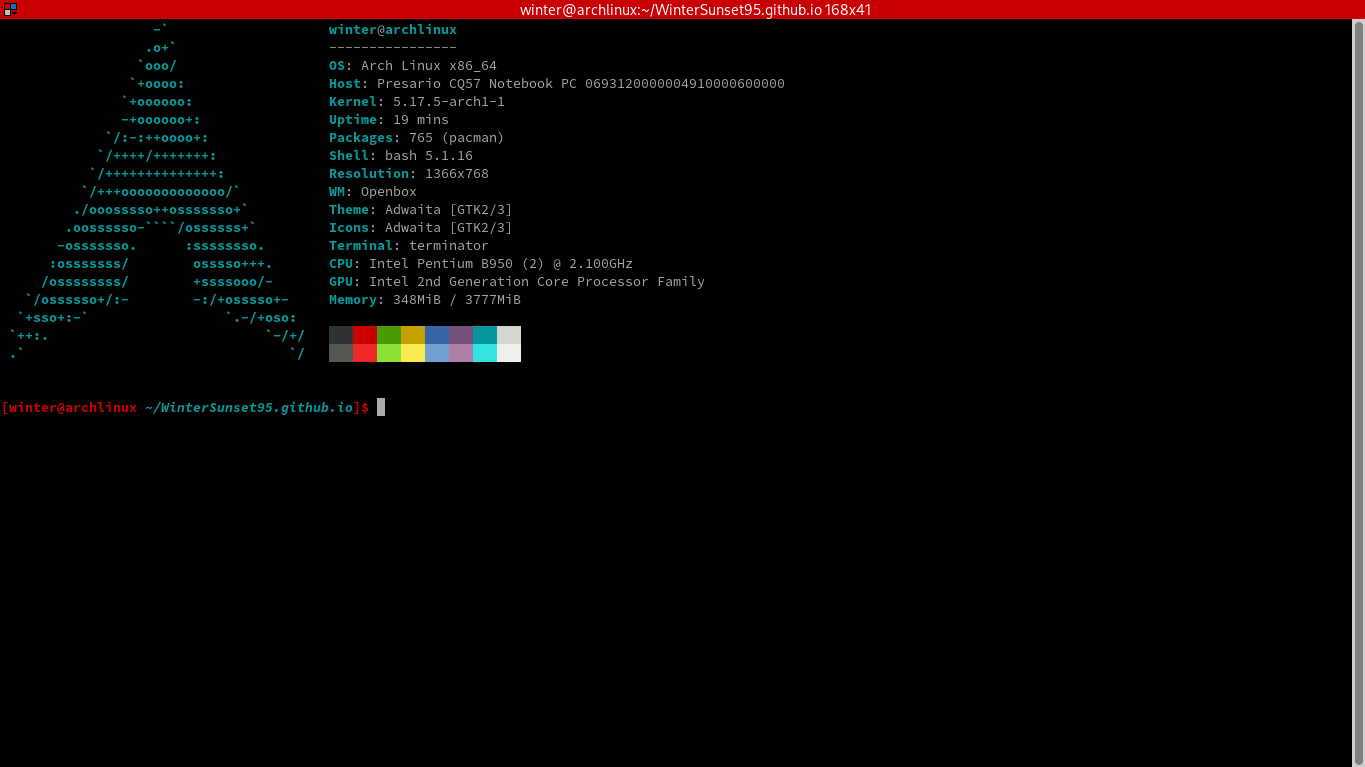 winter@archlinux:~/WinterSunset95.github.io 168x41
                   -`                    winter@archlinux
                  .o+`                   ----------------
                 `ooo/                   OS: Arch Linux x86_64
                `+oooo:                  Host: Presario CQ57 Notebook PC 0693120000004910000600000
               `+oooooo:                 Kernel: 5.17.5-arch1-1
               -+oooooo+:                Uptime: 19 mins
             `/:-:++oooo+:               Packages: 765 (pacman)
            `/++++/+++++++:              Shell: bash 5.1.16
           `/++++++++++++++:             Resolution: 1366x768
          `/+++ooooooooooooo/`           WM: Openbox
         ./ooosssso++osssssso+`          Theme: Adwaita [GTK2/3]
        .oossssso-````/ossssss+`         Icons: Adwaita [GTK2/3]
       -osssssso.      :ssssssso.        Terminal: terminator
      :osssssss/        osssso+++.       CPU: Intel Pentium B950 (2) @ 2.100GHz
     /ossssssss/        +ssssooo/-       GPU: Intel 2nd Generation Core Processor Family
   `/ossssso+/:-        -:/+osssso+-     Memory: 348MiB / 3777MiB
  `+sso+:-`                 `.-/+oso:
 `++:.                           `-/+/
 .`                                 `/
[winter@archlinux ~/WinterSunset95.github.io]$